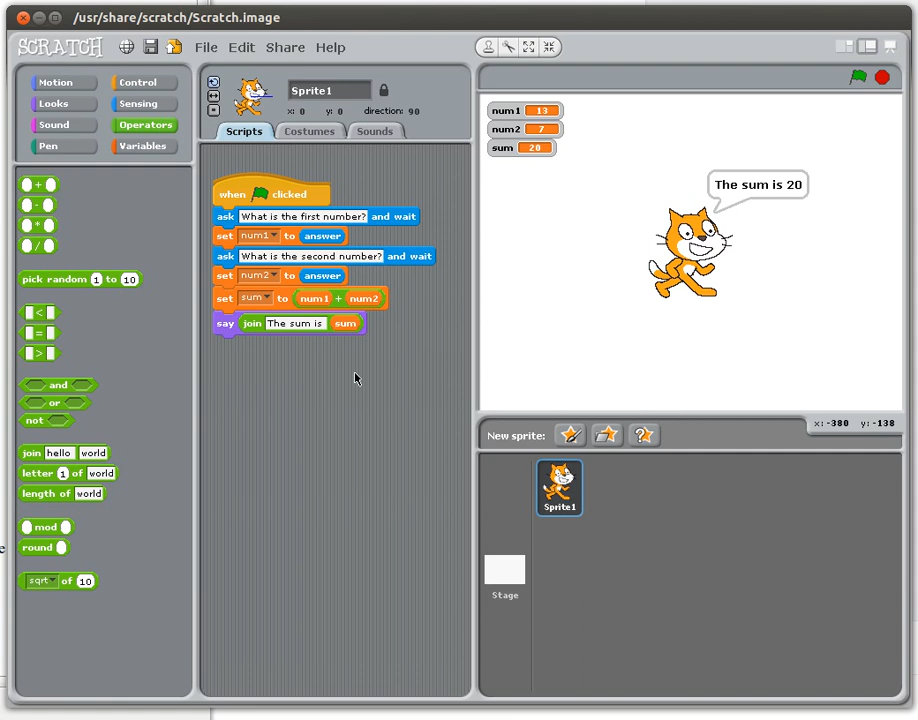 /usr/share/scratch/Scratch.image
SCRATCH File Edit Share Help
Motion Control
Looks Sensing
Sound Operators
Pen Variables
+
-
*
/
pick random 1 to 10
<
=
>
and
or
not
join hello world
letter 1 of world
length of world
mod
round
sqrt of 10
Sprite1
x: 0 y: 0 direction: 90
Scripts Costumes Sounds
when clicked
ask What is the first number? and wait
set num1 to answer
ask What is the second number? and wait
set num2 to answer
set sum to num1 + num2
say join The sum is sum
num1 13
num2 7
sum 20
The sum is 20
x: -380 y: -138
New sprite:
Sprite1
Stage